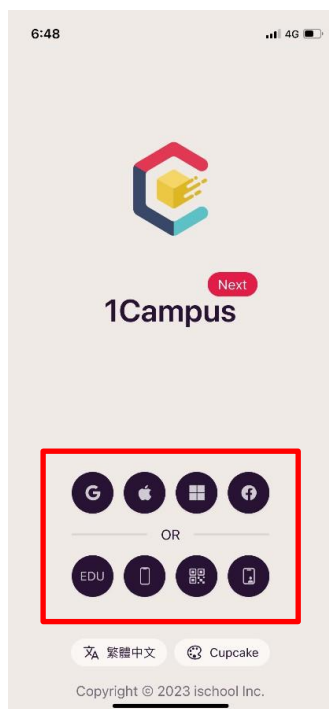 6:48 4G
Next
1Campus
G
OR
EDU
繁體中文 Cupcake
Copyright © 2023 ischool Inc.